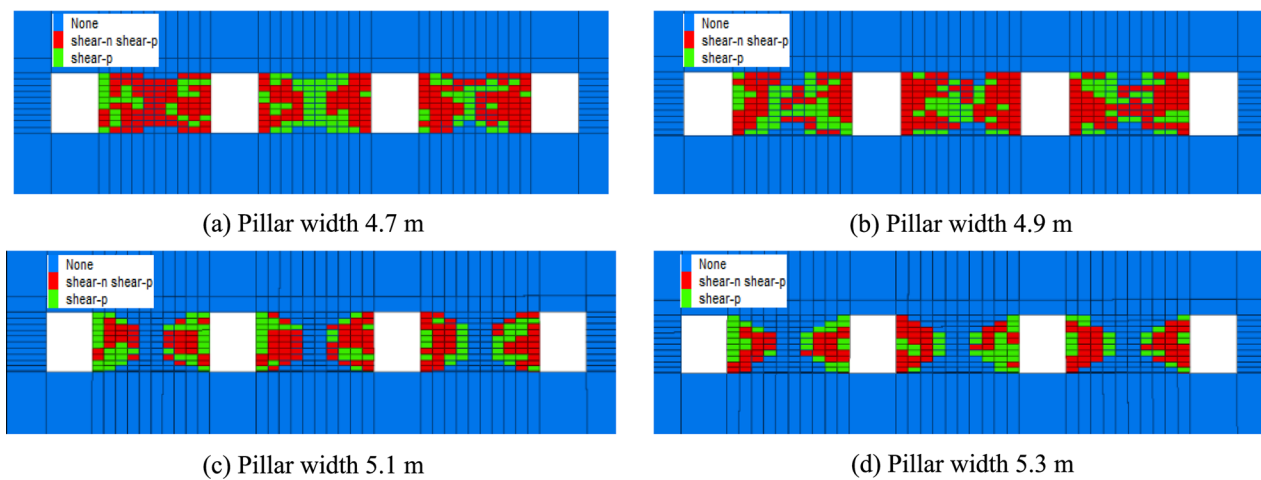 None
shear-n shear-p
shear-p
(a) Pillar width 4.7 m
None
shear-n shear-p
shear-p
(b) Pillar width 4.9 m
None
shear-n shear-p
shear-p
(c) Pillar width 5.1 m
None
shear-n shear-p
shear-p
(d) Pillar width 5.3 m